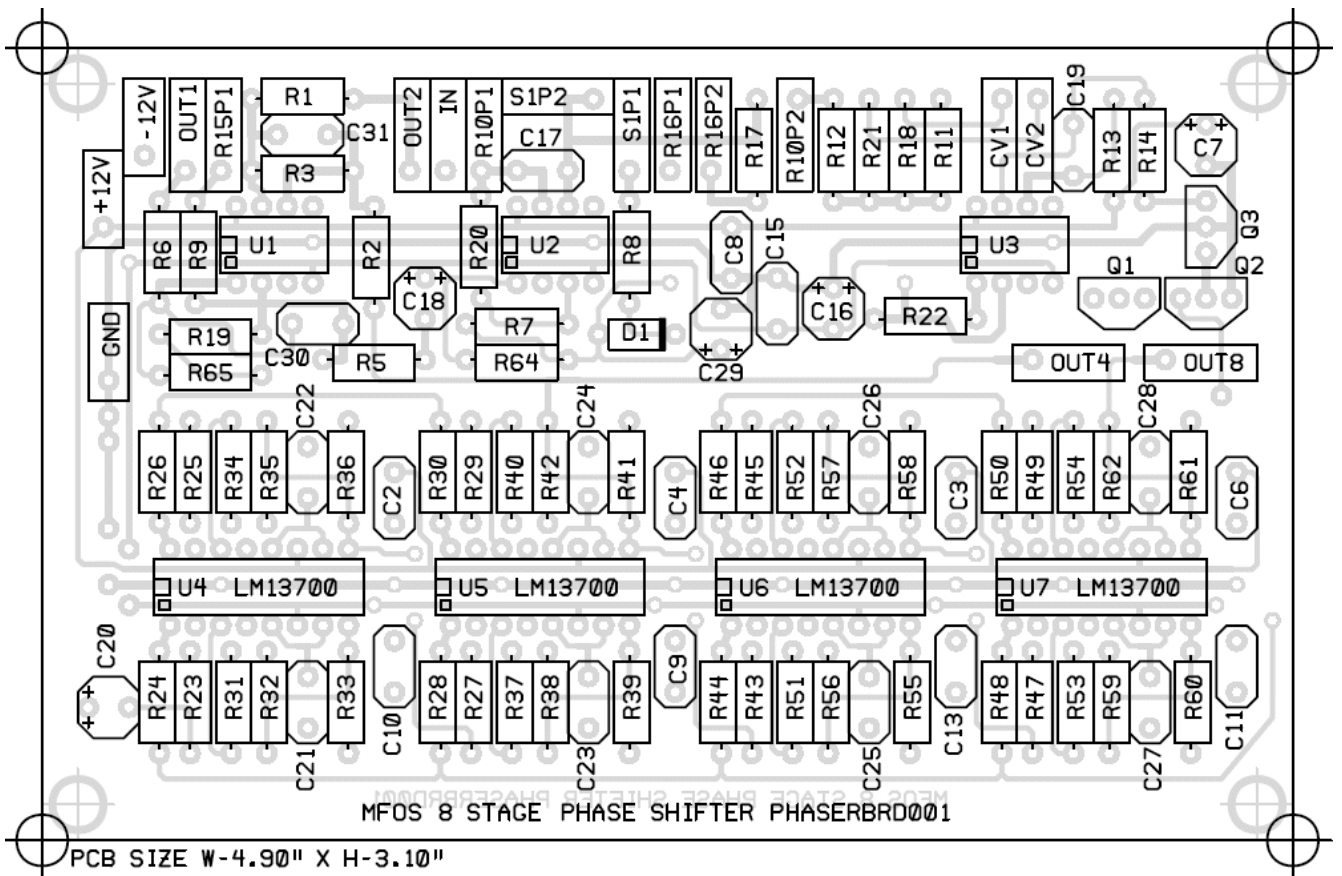 -12V
OUT1
R15P1
R1
C31
R3
OUT2
IN
R10P1
S1P2
C17
S1P1
R16P1
R16P2
R17
R10P2
R12
R21
R18
R11
CV1
CV2
C19
R13
R14
C7
+12V
R6
R9
U1
R2
C18
R20
U2
R8
C8
C15
U3
Q3
Q1
Q2
GND
R19
R65
C30
R5
R7
R64
D1
C29
C16
R22
OUT4
OUT8
C22
C24
C26
C28
R26
R25
R34
R35
R36
C2
R30
R29
R40
R42
R41
C4
R46
R45
R52
R57
R58
C3
R50
R49
R54
R62
R61
C6
U4 LM13700
U5 LM13700
U6 LM13700
U7 LM13700
C20
R24
R23
R31
R32
R33
C10
R28
R27
R37
R38
R39
C9
R44
R43
R51
R56
R55
C13
R48
R47
R53
R59
R60
C11
C21
C23
C25
C27
MFOS 8 STAGE PHASE SHIFTER PHASERBRD001
MFOS 8 STAGE PHASE SHIFTER PHASERBRD001
PCB SIZE W-4.90" X H-3.10"